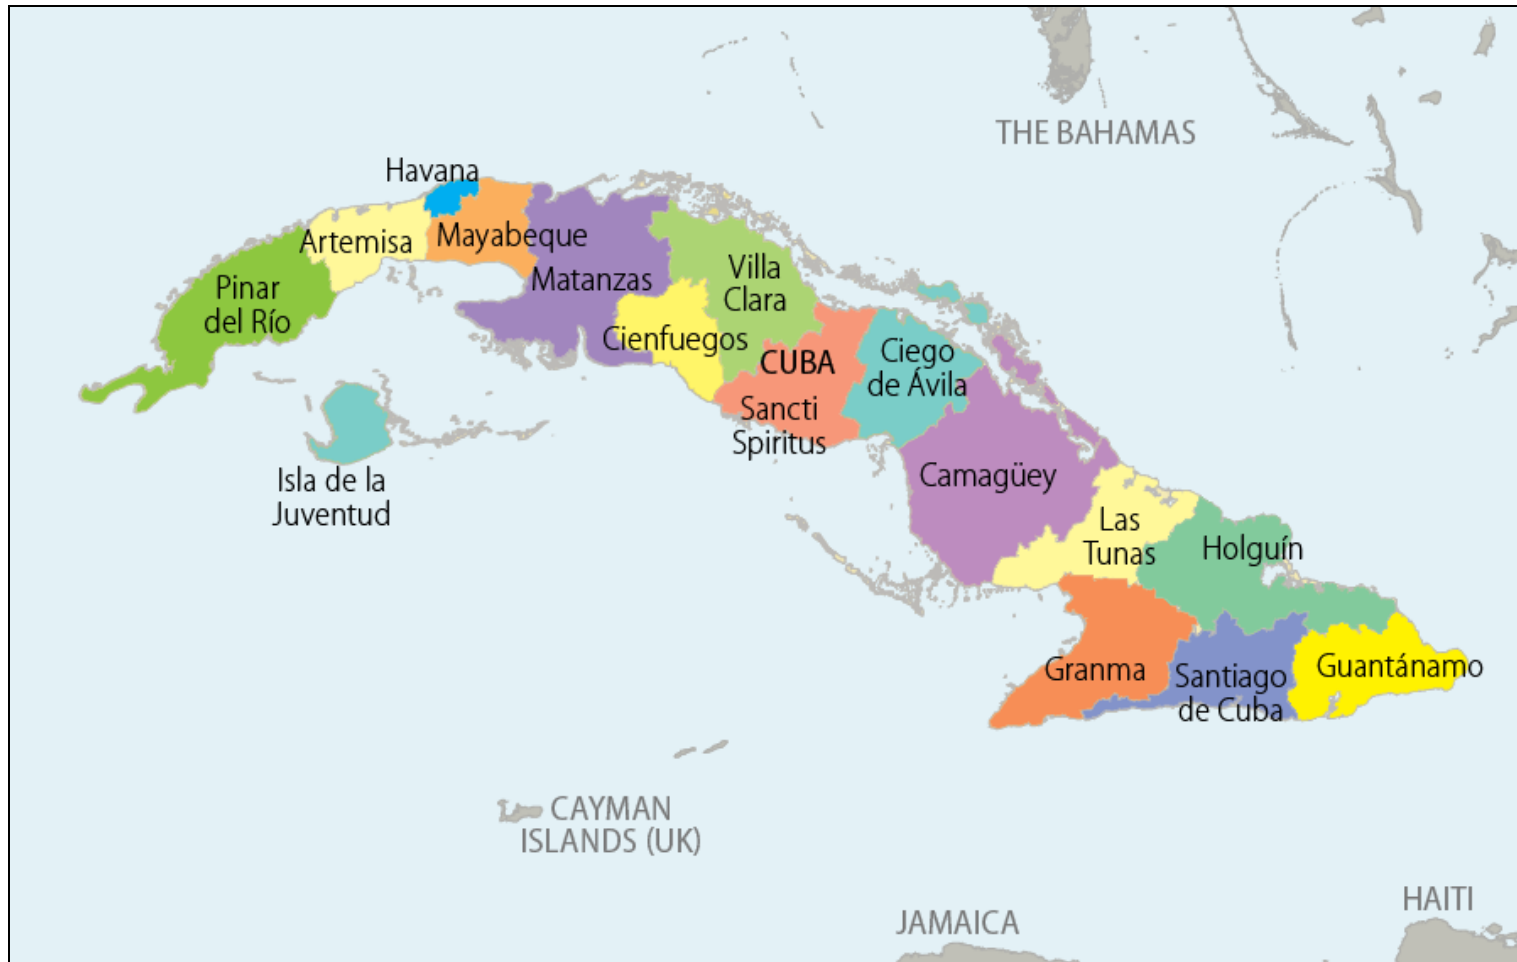 THE BAHAMAS
Havana
Artemisa
Mayabeque
Pinar
del Río
Matanzas
Villa
Clara
Cienfuegos
CUBA
Sancti
Spiritus
Ciego
de Ávila
Isla de la
Juventud
Camagüey
Las
Tunas
Holguín
Granma
Santiago
de Cuba
Guantánamo
CAYMAN
ISLANDS (UK)
JAMAICA
HAITI